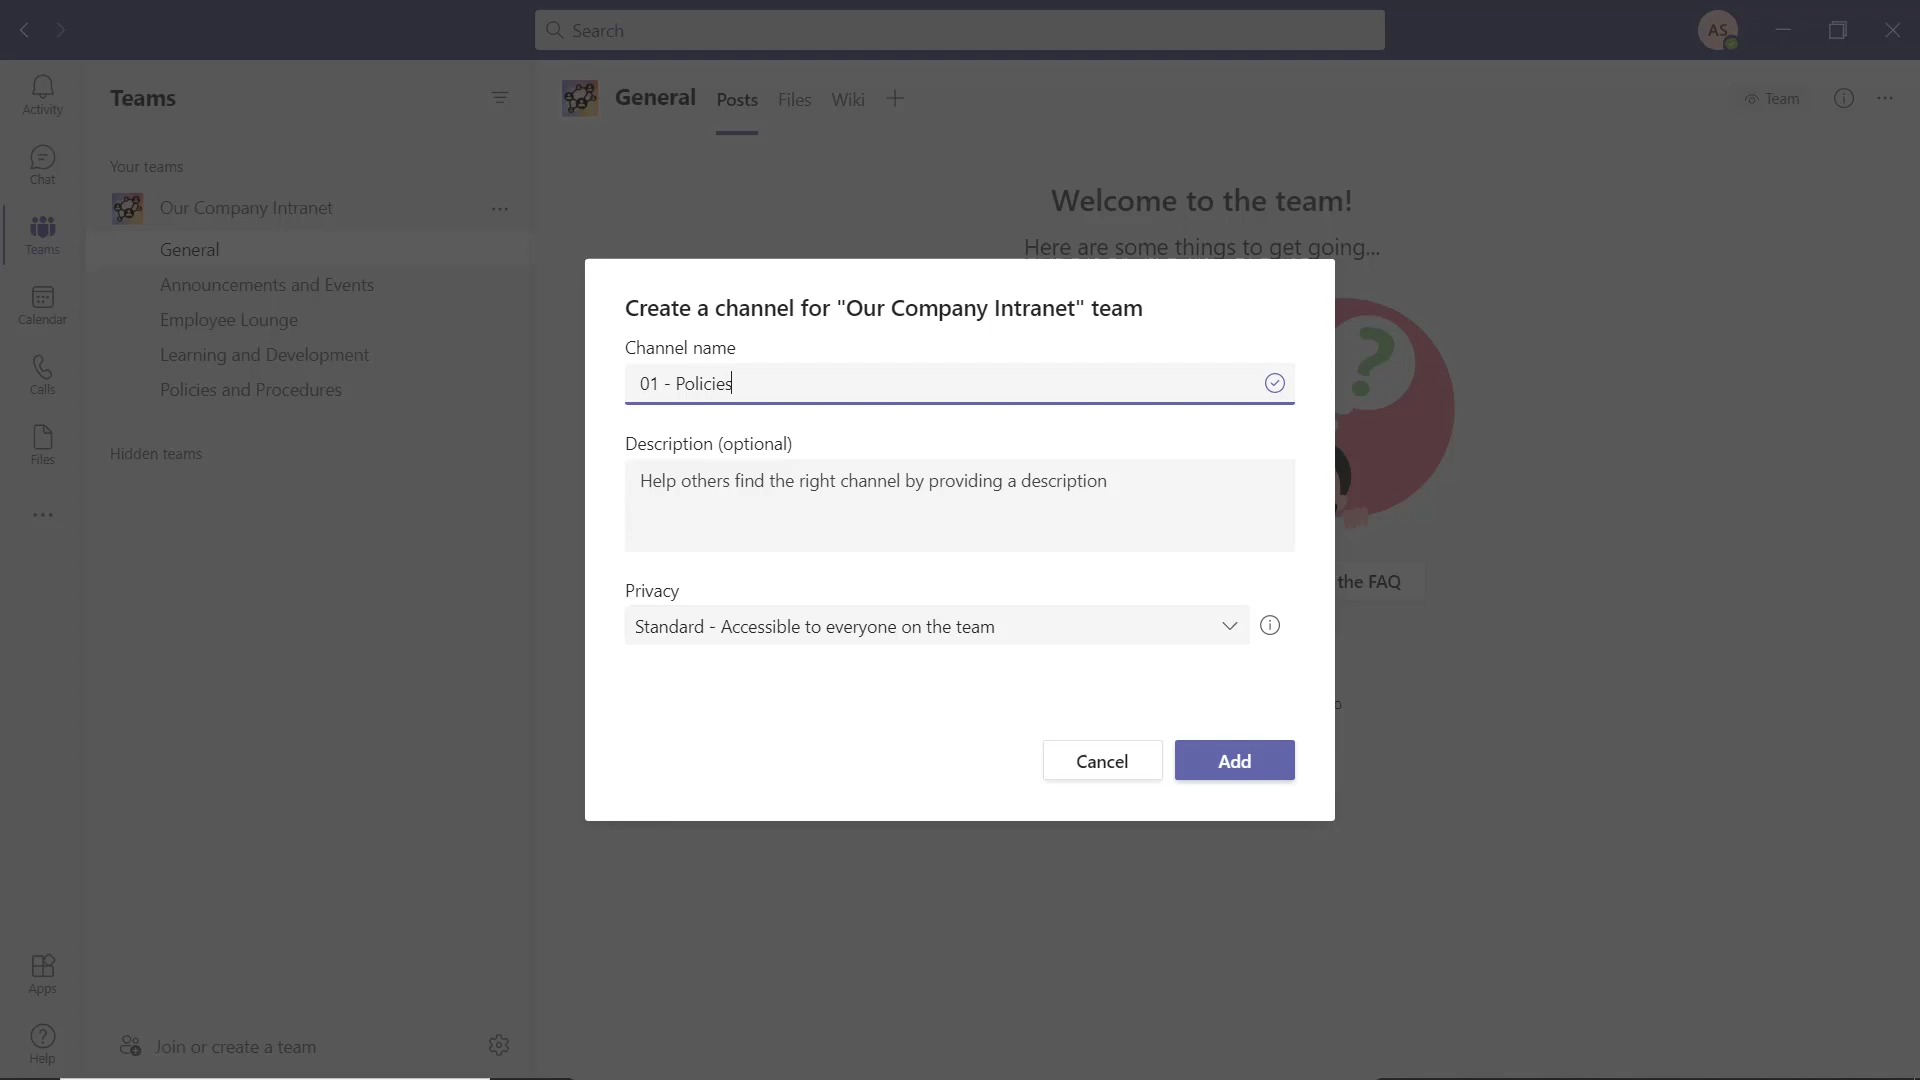 Search
AS
Activity
Chat
Teams
Calendar
Calls
Files
Apps
Help
Teams
Your teams
Our Company Intranet
General
Announcements and Events
Employee Lounge
Learning and Development
Policies and Procedures
Hidden teams
Join or create a team
General Posts Files Wiki
Team
Welcome to the team!
Here are some things to get going...
the FAQ
Create a channel for "Our Company Intranet" team
Channel name
01 - Policies
Description (optional)
Help others find the right channel by providing a description
Privacy
Standard - Accessible to everyone on the team
Cancel
Add